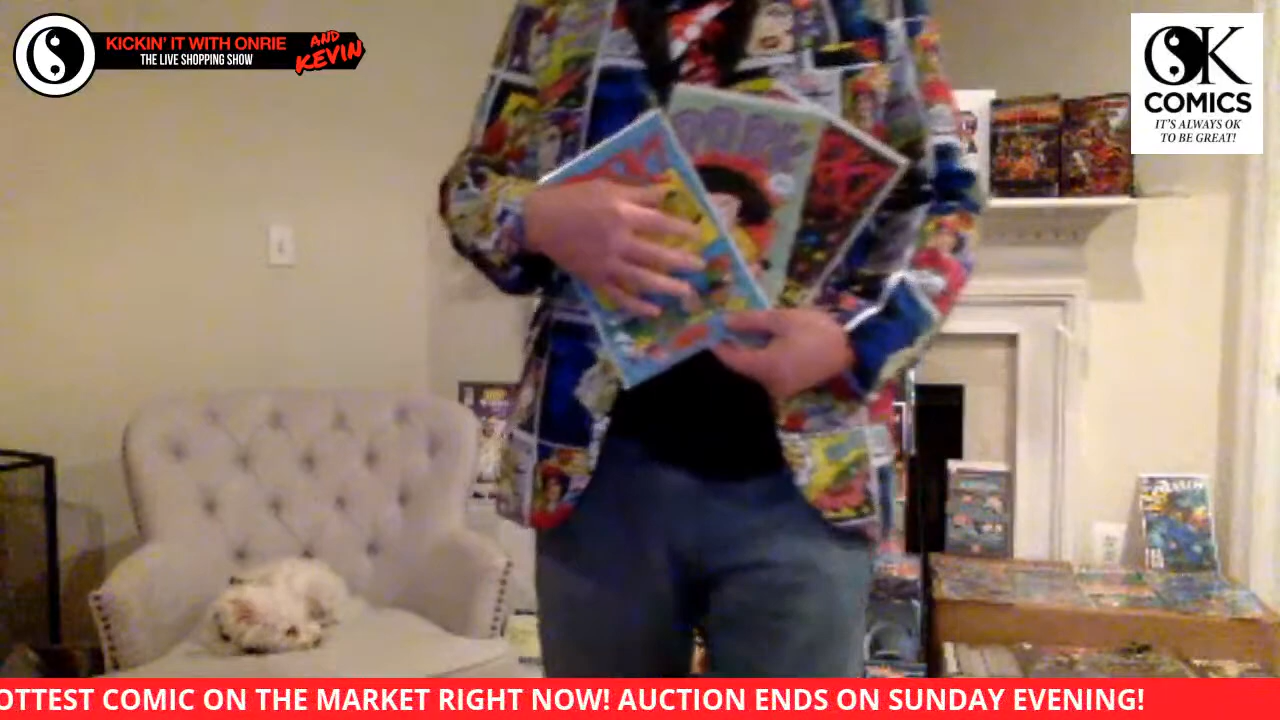 KICKIN' IT WITH ONRIE
AND
KEVIN
THE LIVE SHOPPING SHOW
OK
COMICS
IT'S ALWAYS OK
TO BE GREAT!
OTTEST COMIC ON THE MARKET RIGHT NOW! AUCTION ENDS ON SUNDAY EVENING!